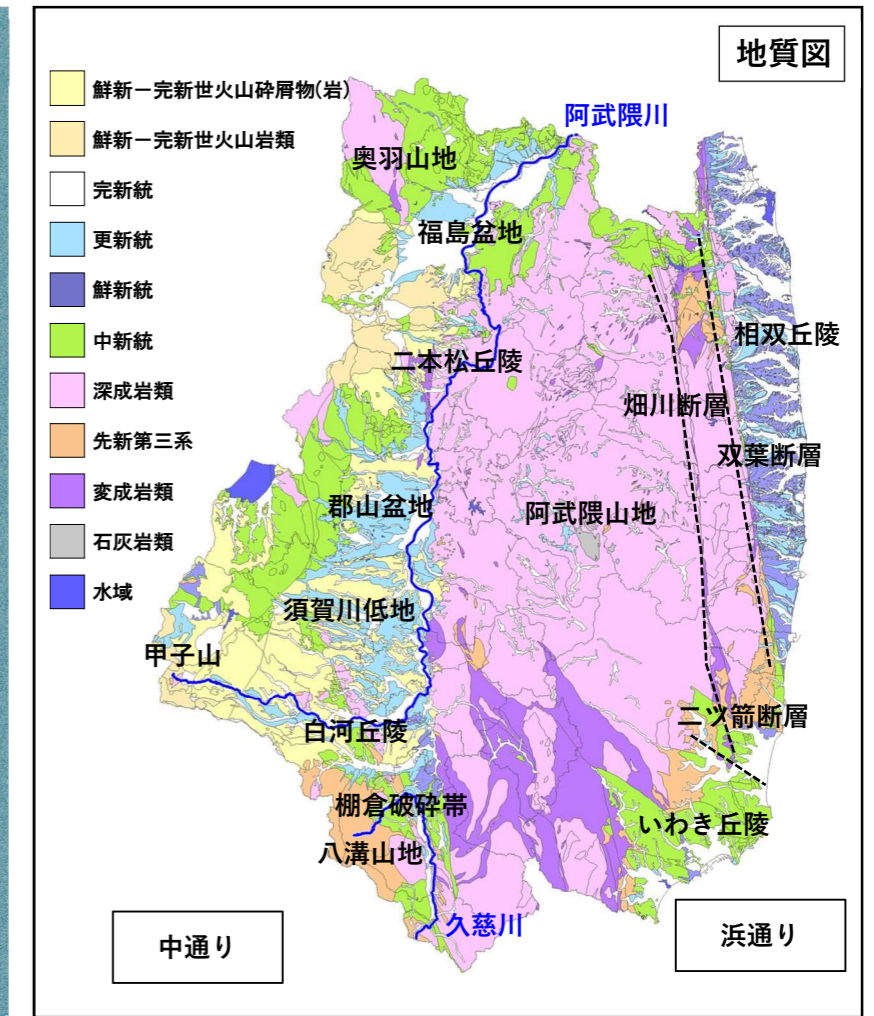 地質図
鮮新ー完新世火山砕屑物(岩)
鮮新ー完新世火山岩類
完新統
更新統
鮮新統
中新統
深成岩類
先新第三系
変成岩類
石灰岩類
水域
阿武隈川
奥羽山地
福島盆地
相双丘陵
二本松丘陵
畑川断層
双葉断層
郡山盆地
阿武隈山地
須賀川低地
甲子山
二ツ箭断層
白河丘陵
棚倉破砕帯
いわき丘陵
八溝山地
久慈川
中通り
浜通り